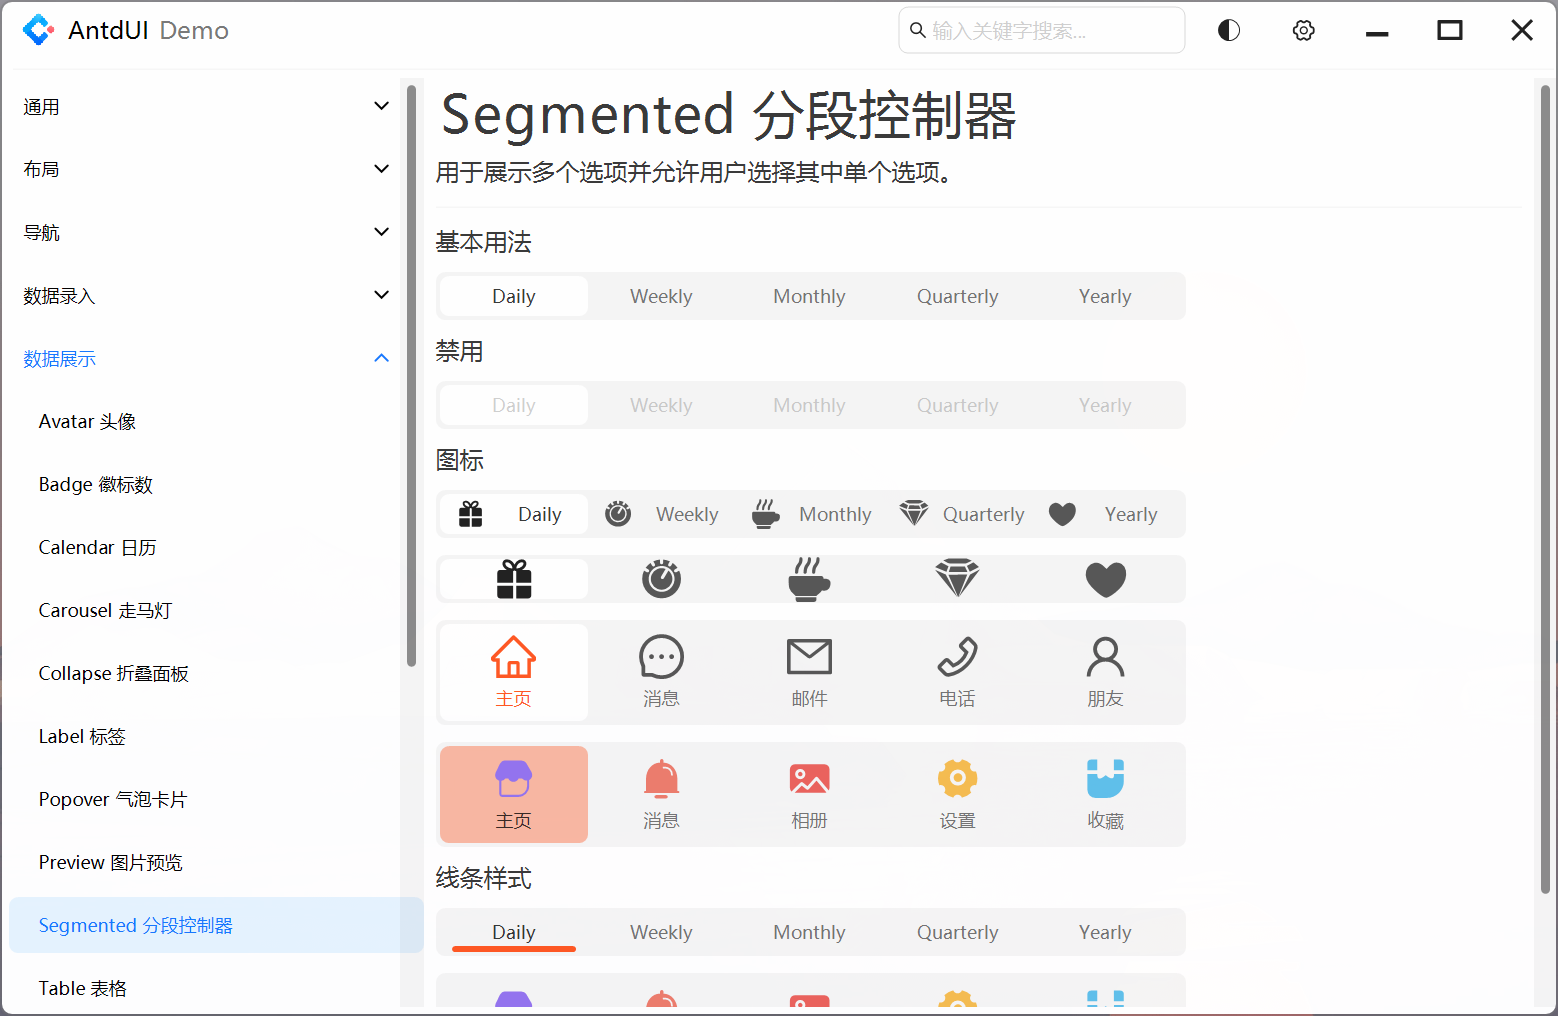 AntdUI Demo
输入关键字搜索...
通用
布局
导航
数据录入
数据展示
Avatar 头像
Badge 徽标数
Calendar 日历
Carousel 走马灯
Collapse 折叠面板
Label 标签
Popover 气泡卡片
Preview 图片预览
Segmented 分段控制器
Table 表格
Segmented 分段控制器
用于展示多个选项并允许用户选择其中单个选项。
基本用法
Daily Weekly Monthly Quarterly Yearly
禁用
Daily Weekly Monthly Quarterly Yearly
图标
Daily Weekly Monthly Quarterly Yearly
主页 消息 邮件 电话 朋友
主页 消息 相册 设置 收藏
线条样式
Daily Weekly Monthly Quarterly Yearly